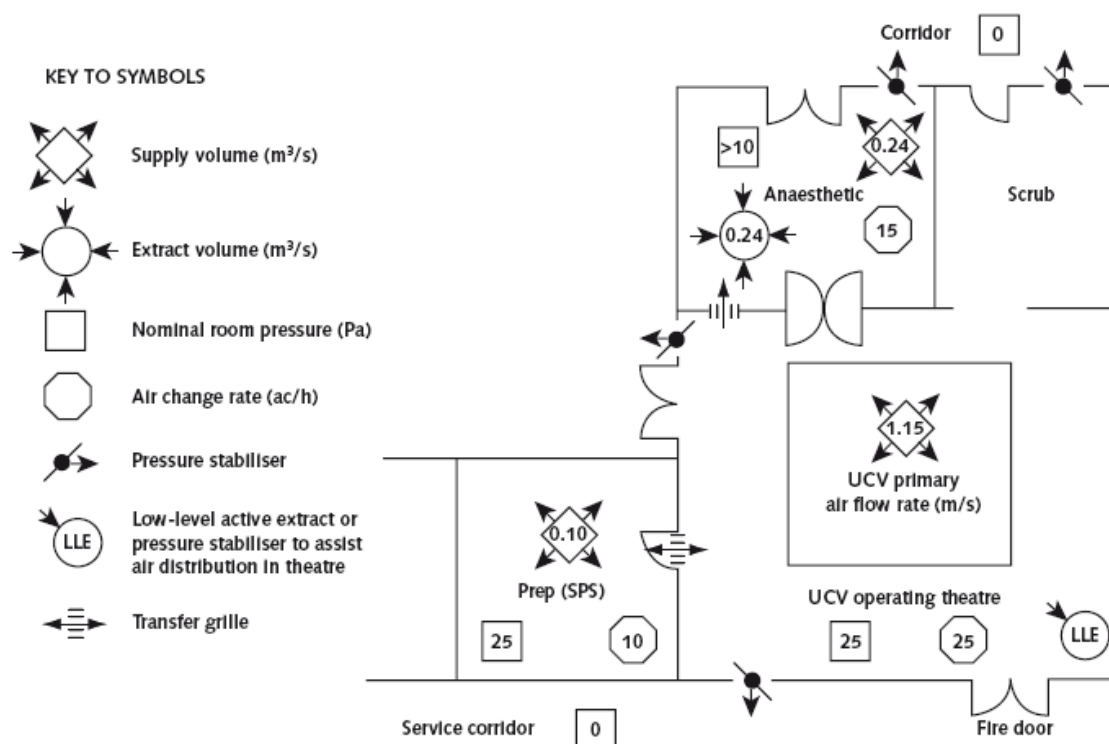 KEY TO SYMBOLS
Supply volume (m³/s)
Extract volume (m³/s)
Nominal room pressure (Pa)
Air change rate (ac/h)
Pressure stabiliser
LLE
Low-level active extract or
pressure stabiliser to assist
air distribution in theatre
Transfer grille
Corridor
0
>10
0.24
Anaesthetic
0.24
15
Scrub
1.15
UCV primary
air flow rate (m/s)
0.10
Prep (SPS)
25
10
UCV operating theatre
25
25
LLE
Service corridor
0
Fire door